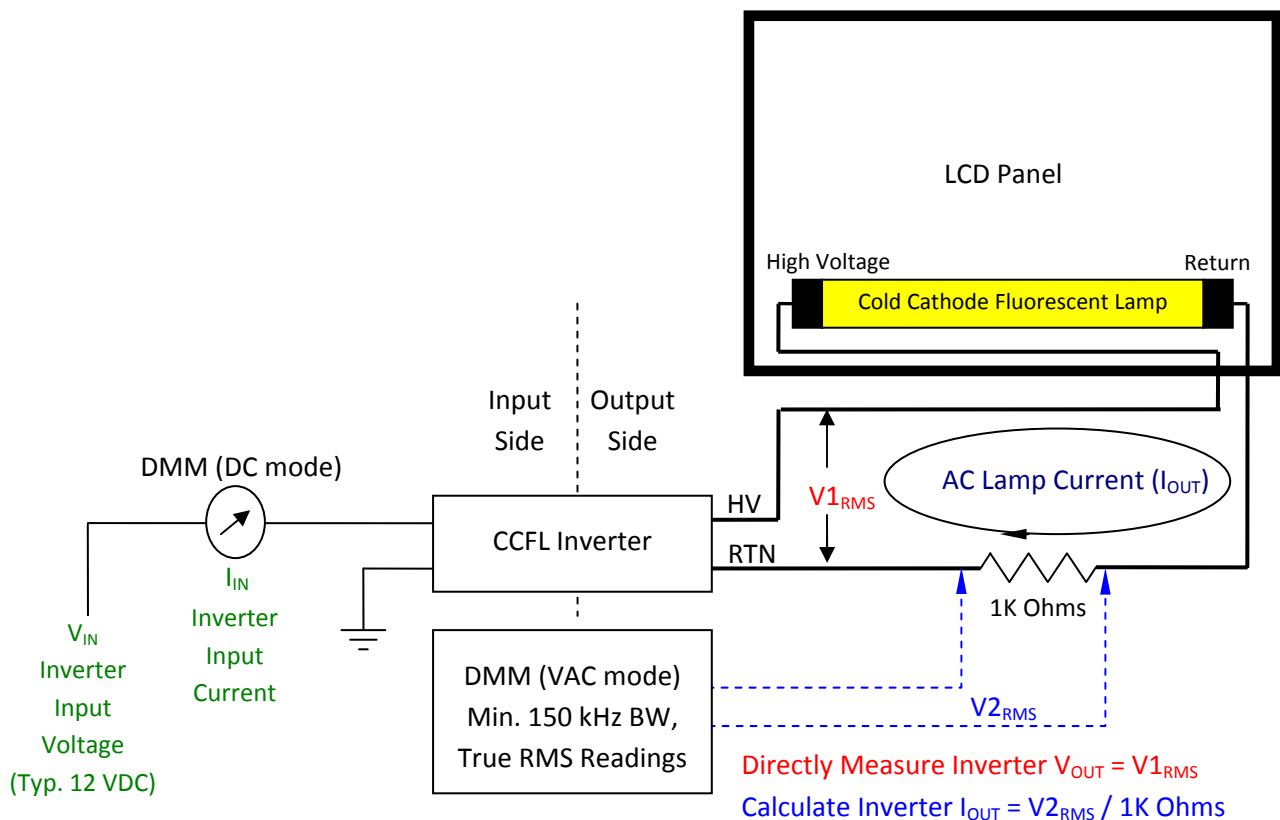 LCD Panel
High Voltage
Return
Cold Cathode Fluorescent Lamp
Input
Side
Output
Side
DMM (DC mode)
HV
V1RMS
AC Lamp Current (IOUT)
CCFL Inverter
RTN
1K Ohms
IIN
Inverter
Input
Current
VIN
Inverter
Input
Voltage
(Typ. 12 VDC)
DMM (VAC mode)
Min. 150 kHz BW,
True RMS Readings
V2RMS
Directly Measure Inverter VOUT = V1RMS
Calculate Inverter IOUT = V2RMS / 1K Ohms